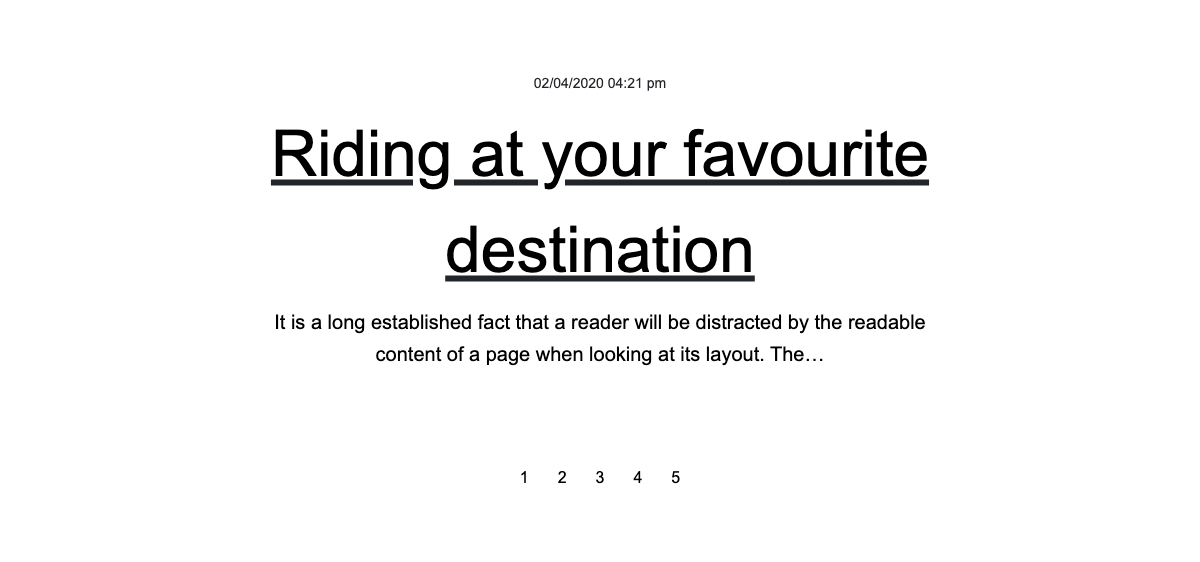 02/04/2020 04:21 pm
Riding at your favourite
destination
It is a long established fact that a reader will be distracted by the readable
content of a page when looking at its layout. The…
1 2 3 4 5